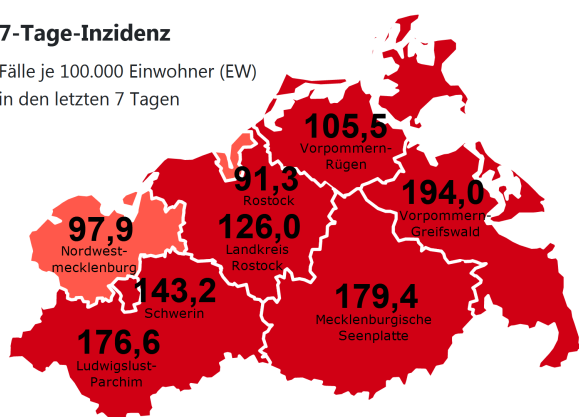 7-Tage-Inzidenz
Fälle je 100.000 Einwohner (EW)
in den letzten 7 Tagen
105,5
Vorpommern-
Rügen
91,3
Rostock
194,0
Vorpommern-
Greifswald
97,9
Nordwest-
mecklenburg
126,0
Landkreis
Rostock
143,2
Schwerin
179,4
Mecklenburgische
Seenplatte
176,6
Ludwigslust-
Parchim